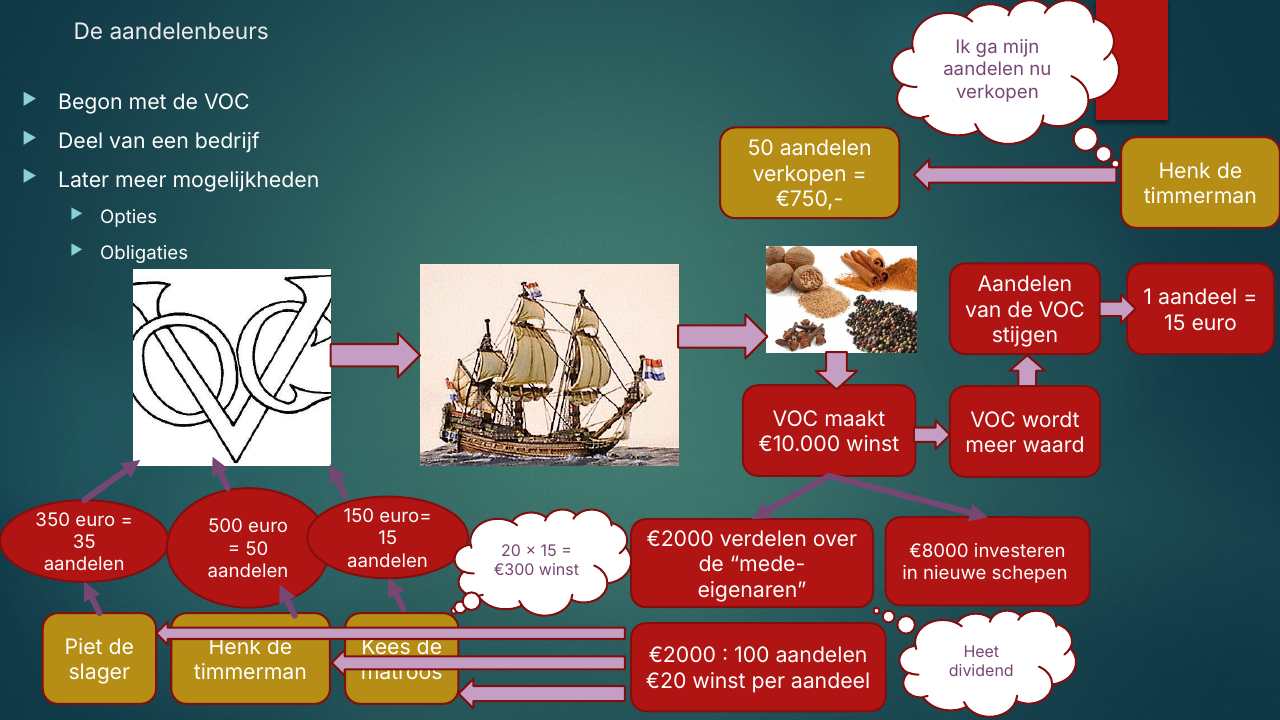 De aandelenbeurs
Begon met de VOC
Deel van een bedrijf
Later meer mogelijkheden
Opties
Obligaties
Ik ga mijn
aandelen nu
verkopen
50 aandelen
verkopen =
€750,-
Henk de
timmerman
VOC
Aandelen
van de VOC
stijgen
1 aandeel =
15 euro
VOC maakt
€10.000 winst
VOC wordt
meer waard
350 euro =
35
aandelen
500 euro
= 50
aandelen
150 euro=
15
aandelen
20 × 15 =
€300 winst
€2000 verdelen over
de “mede-
eigenaren”
€8000 investeren
in nieuwe schepen
Piet de
slager
Henk de
timmerman
Kees de
matroos
€2000 : 100 aandelen
€20 winst per aandeel
Heet
dividend